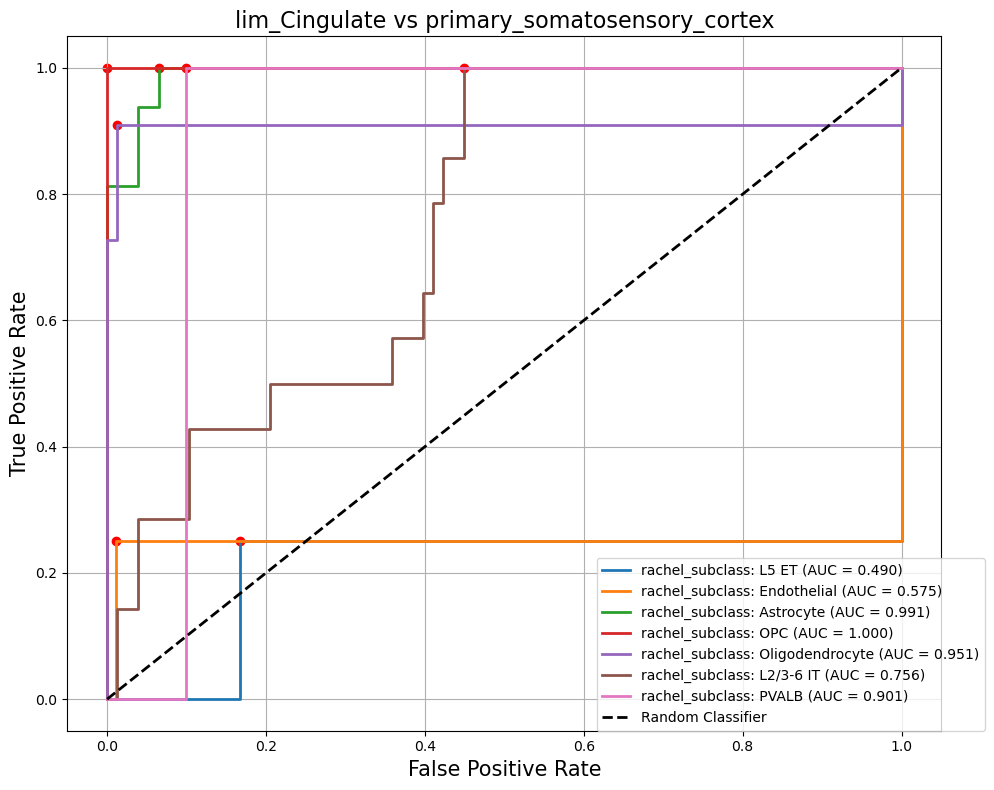 lim_Cingulate vs primary_somatosensory_cortex
True Positive Rate
1.0
0.8
0.6
0.4
0.2
0.0
rachel_subclass: L5 ET (AUC = 0.490)
rachel_subclass: Endothelial (AUC = 0.575)
rachel_subclass: Astrocyte (AUC = 0.991)
rachel_subclass: OPC (AUC = 1.000)
rachel_subclass: Oligodendrocyte (AUC = 0.951)
rachel_subclass: L2/3-6 IT (AUC = 0.756)
rachel_subclass: PVALB (AUC = 0.901)
Random Classifier
0.0 0.2 0.4 0.6 0.8 1.0
False Positive Rate